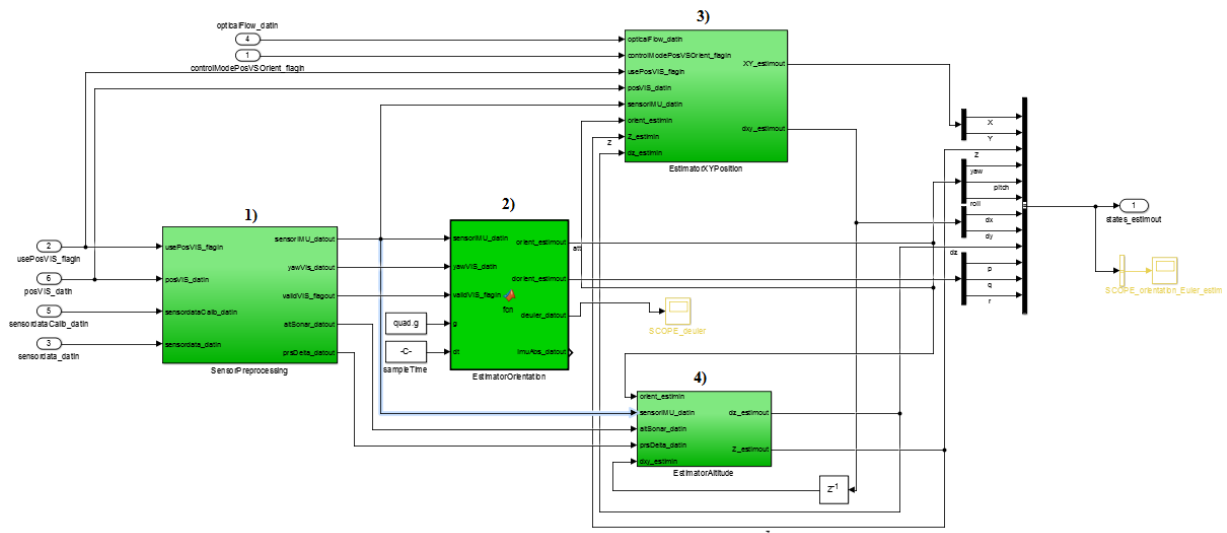 3)
opticalFlow_datin
4
1
controlModePosVSOrient_flagin
opticalFlow_datin
controlModePosVSOrient_flagin
usePosVIS_flagin
posVIS_datin
sensorIMU_datin
orient_estimin
Z_estimin
dz_estimin
XY_estimout
dxy_estimout
EstimatorXYPosition
Z
X
Y
Z
yaw
pitch
roll
dx
dy
dz
p
q
r
1
states_estimout
SCOPE_orientation_Euler_estim
1)
2
usePosVIS_flagin
6
posVIS_datin
5
sensordataCalib_datin
3
sensordata_datin
usePosVIS_flagin
posVIS_datin
sensordataCalib_datin
sensordata_datin
sensorIMU_datout
yawVis_datout
validVIS_flagout
altSonar_datout
prsDelta_datout
SensorPreprocessing
2)
sensorIMU_datin
yawVIS_datin
validVIS_flagin
g
dt
fcn
orient_estimout
dorient_estimout
deuler_datout
imuAbs_datout
EstimatorOrientation
quad.g
-C-
sampleTime
SCOPE_deuler
4)
orient_estimin
sensorIMU_datin
altSonar_datin
prsDelta_datin
dxy_estimin
dz_estimout
Z_estimout
EstimatorAltitude
Z-1